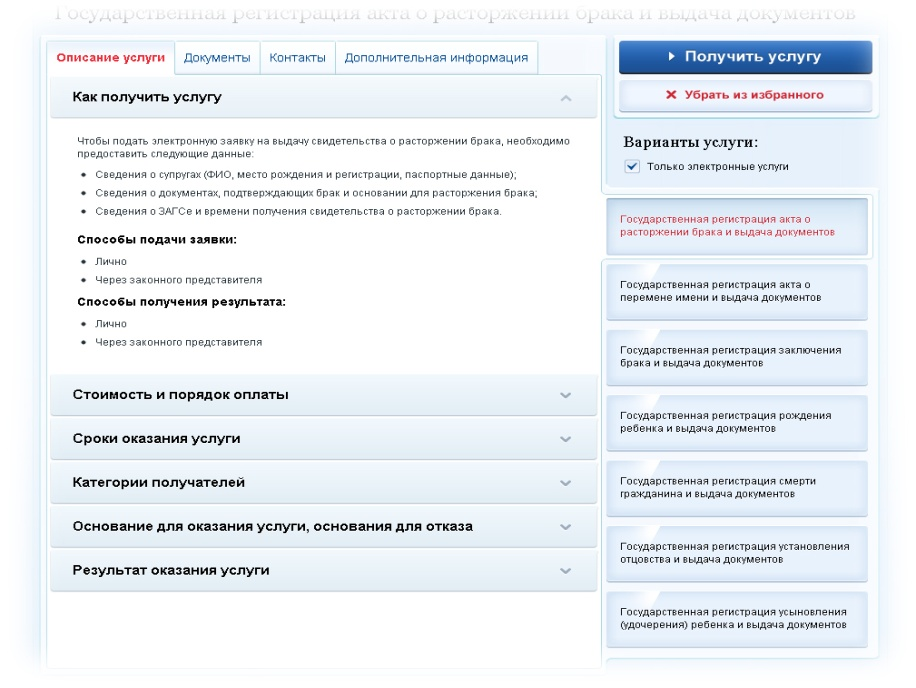 Государственная регистрация акта о расторжении брака и выдача документов
Описание услуги
Документы
Контакты
Дополнительная информация
Как получить услугу
Чтобы подать электронную заявку на выдачу свидетельства о расторжении брака, необходимо
предоставить следующие данные:
• Сведения о супругах (ФИО, место рождения и регистрации, паспортные данные);
• Сведения о документах, подтверждающих брак и основании для расторжения брака;
• Сведения о ЗАГСе и времени получения свидетельства о расторжении брака.
Способы подачи заявки:
• Лично
• Через законного представителя
Способы получения результата:
• Лично
• Через законного представителя
Стоимость и порядок оплаты
Сроки оказания услуги
Категории получателей
Основание для оказания услуги, основания для отказа
Результат оказания услуги
Получить услугу
Убрать из избранного
Варианты услуги:
Только электронные услуги
Государственная регистрация акта о
расторжении брака и выдача документов
Государственная регистрация акта о
перемене имени и выдача документов
Государственная регистрация заключения
брака и выдача документов
Государственная регистрация рождения
ребенка и выдача документов
Государственная регистрация смерти
гражданина и выдача документов
Государственная регистрация установления
отцовства и выдача документов
Государственная регистрация усыновления
(удочерения) ребенка и выдача документов